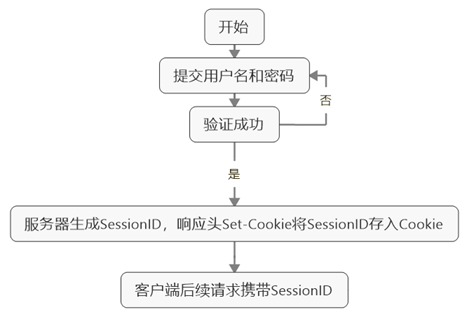 开始
提交用户名和密码
否
验证成功
是
服务器生成SessionID，响应头Set-Cookie将SessionID存入Cookie
客户端后续请求携带SessionID